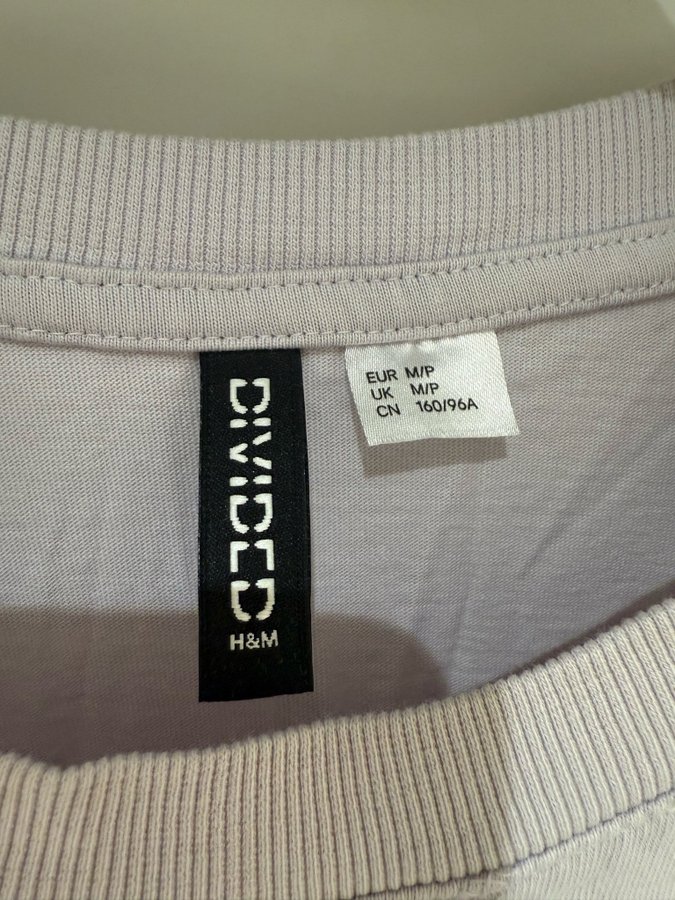 DIVIDED
H&M
EUR M/P
UK M/P
CN 160/96A